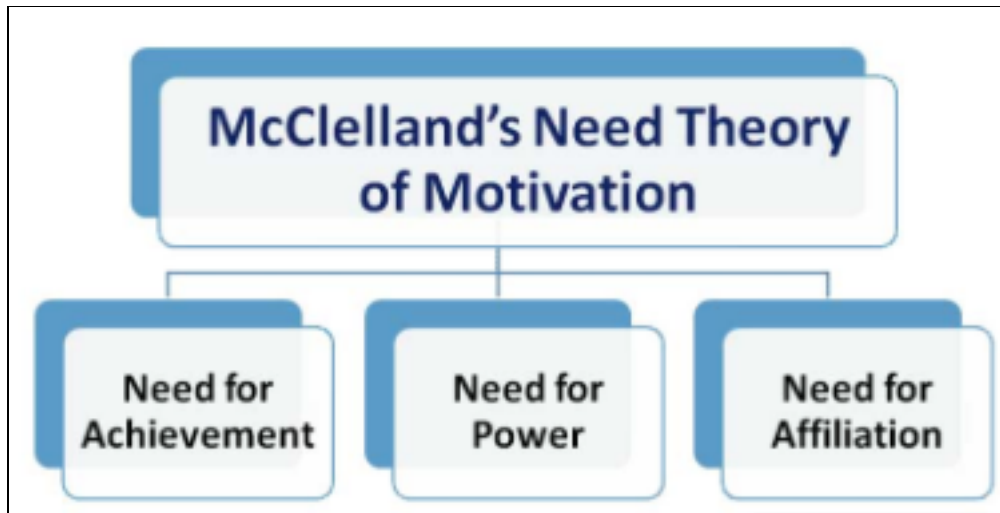 McClelland’s Need Theory
of Motivation
Need for
Achievement
Need for
Power
Need for
Affiliation